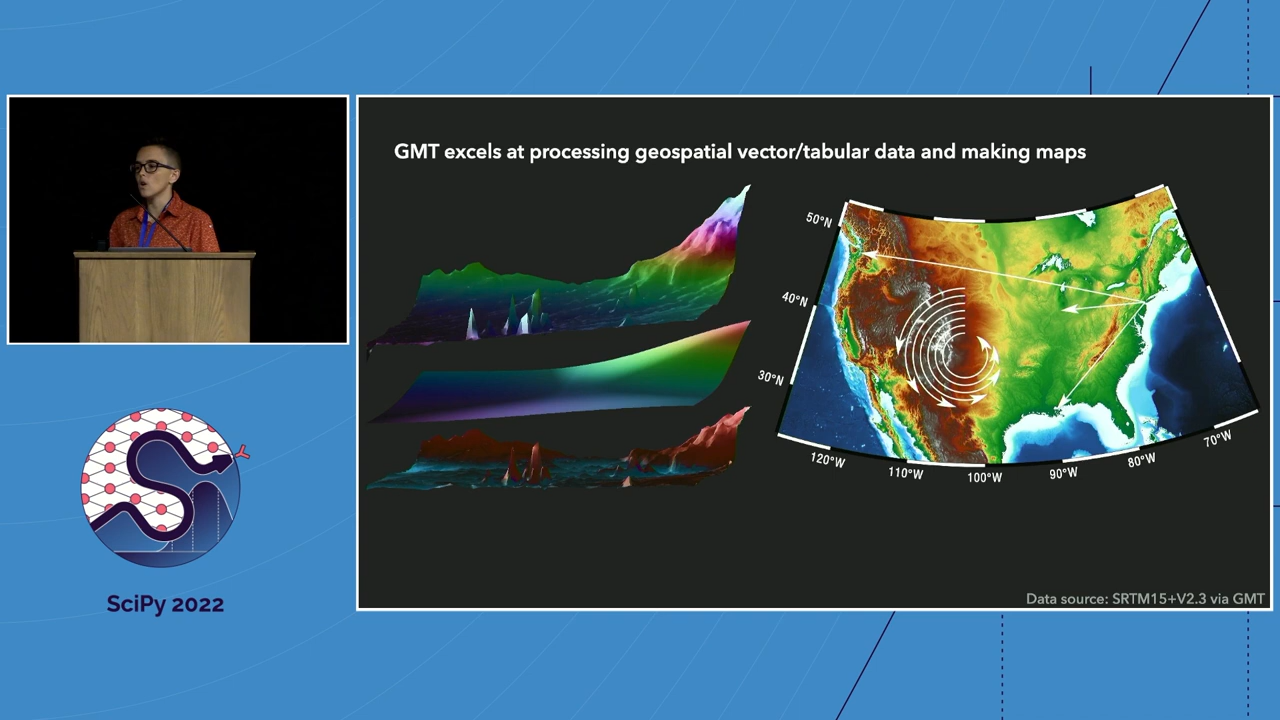 GMT excels at processing geospatial vector/tabular data and making maps
50°N
40°N
30°N
120°W
110°W
100°W
90°W
80°W
70°W
Data source: SRTM15+V2.3 via GMT
SciPy 2022